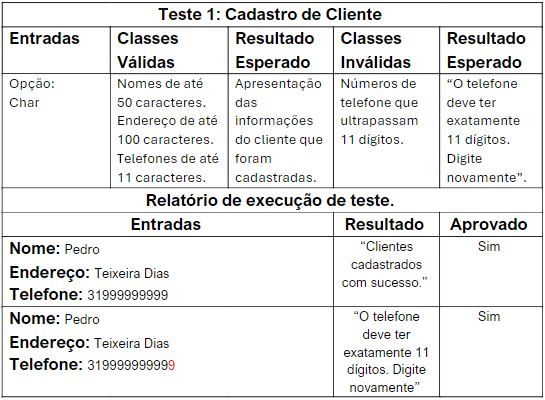 Teste 1: Cadastro de Cliente
Entradas
Classes
Válidas
Resultado
Esperado
Classes
Inválidas
Resultado
Esperado
Opção:
Char
Nomes de até
50 caracteres.
Endereço de até
100 caracteres.
Telefones de até
11 caracteres.
Apresentação
das
informações
do cliente que
foram
cadastradas.
Números de
telefone que
ultrapassam
11 dígitos.
“O telefone
deve ter
exatamente
11 dígitos.
Digite
novamente”.
Relatório de execução de teste.
Entradas
Resultado
Aprovado
Nome: Pedro
Endereço: Teixeira Dias
Telefone: 31999999999
“Clientes
cadastrados
com sucesso.”
Sim
Nome: Pedro
Endereço: Teixeira Dias
Telefone: 319999999999
“O telefone
deve ter
exatamente 11
dígitos. Digite
novamente”
Sim